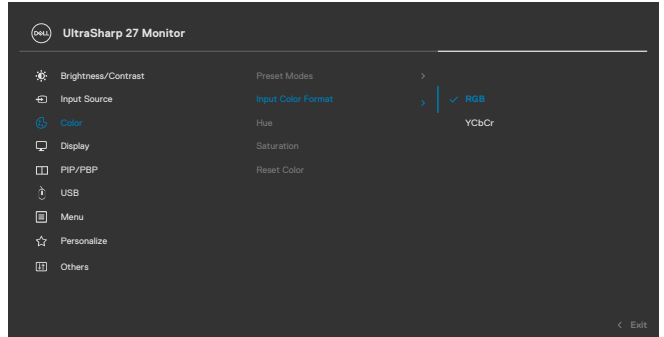 DELL UltraSharp 27 Monitor
Brightness/Contrast Preset Modes
Input Source Input Color Format RGB
Color Hue YCbCr
Display Saturation
PIP/PBP Reset Color
USB
Menu
Personalize
Others
Exit